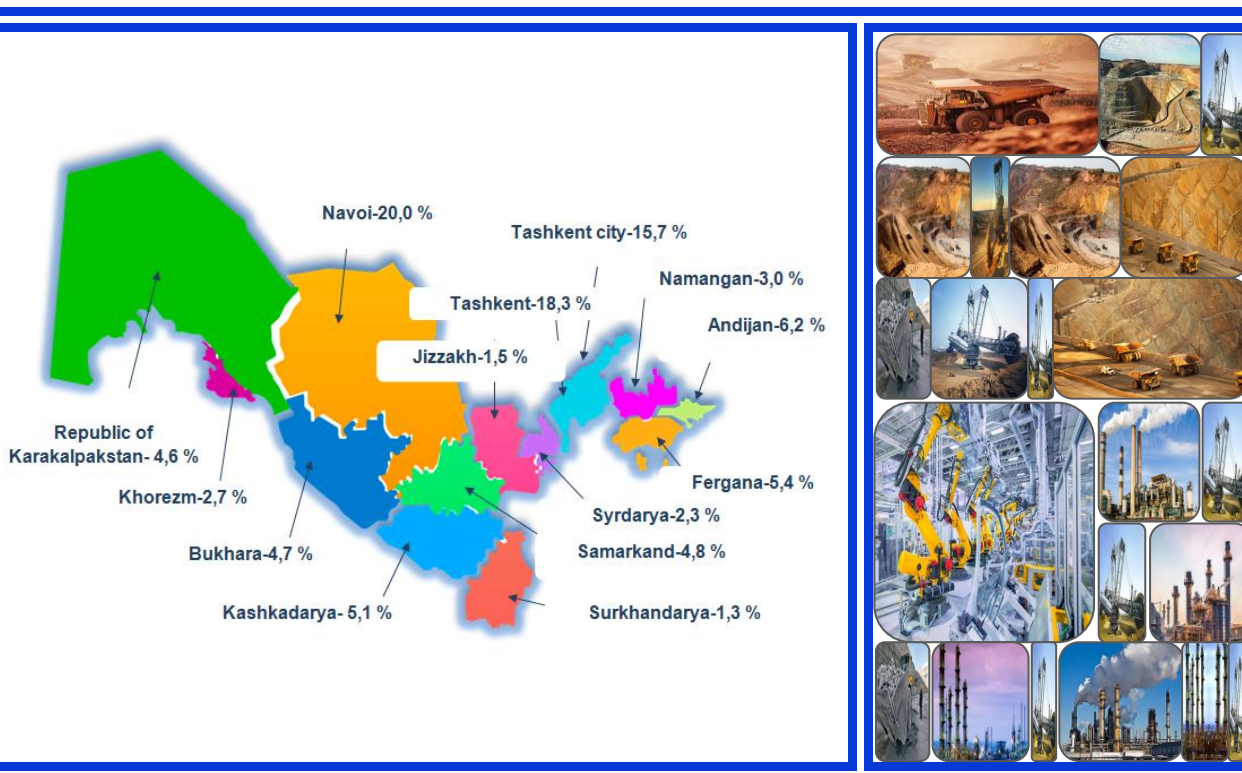 Navoi-20,0 %
Tashkent city-15,7 %
Namangan-3,0 %
Tashkent-18,3 %
Andijan-6,2 %
Jizzakh-1,5 %
Republic of
Karakalpakstan- 4,6 %
Khorezm-2,7 %
Fergana-5,4 %
Syrdarya-2,3 %
Bukhara-4,7 %
Samarkand-4,8 %
Kashkadarya- 5,1 %
Surkhandarya-1,3 %